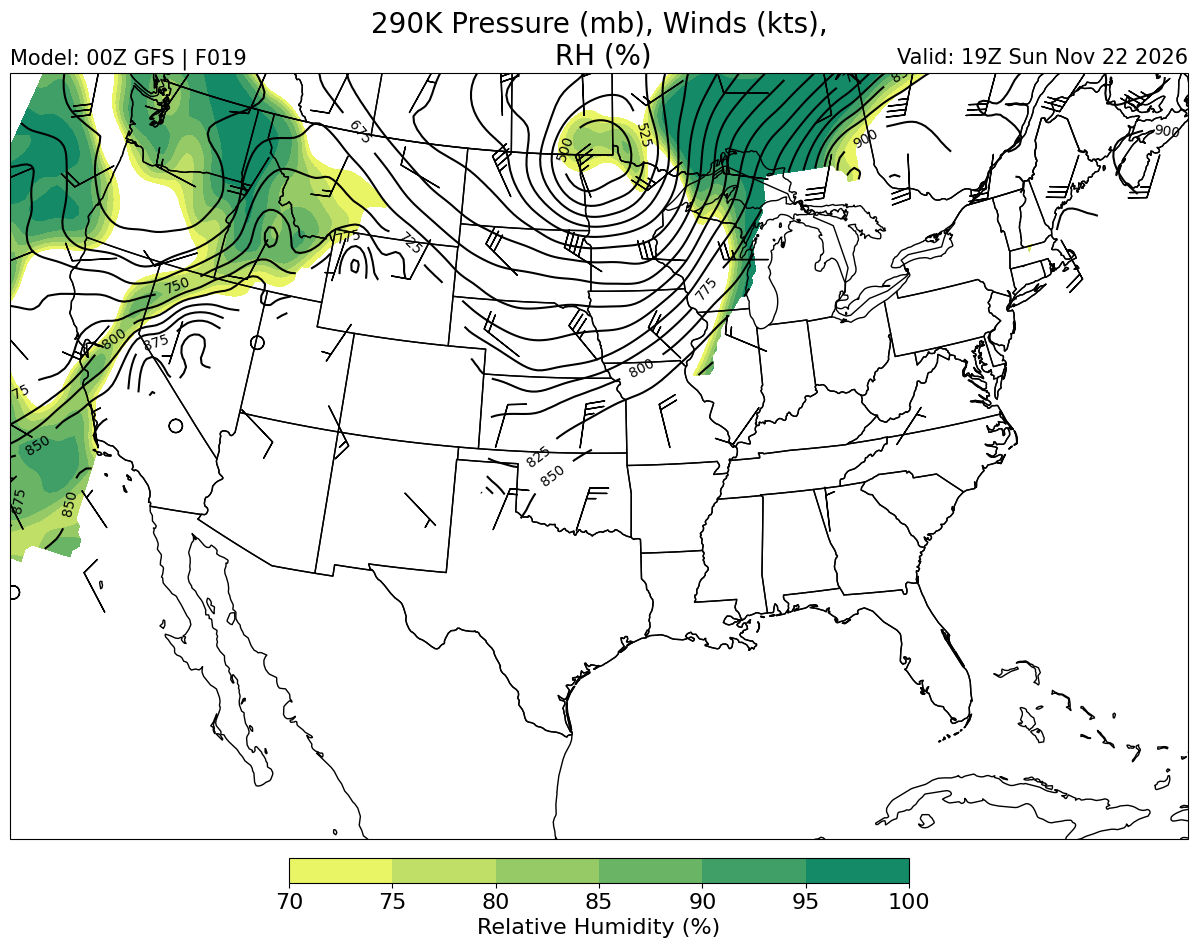 290K Pressure (mb), Winds (kts),
RH (%)
Model: 00Z GFS | F019
Valid: 19Z Sun Nov 22 2026
675
500
525
900
900
775
725
750
775
800
875
800
850
825
850
875
850
70 75 80 85 90 95 100
Relative Humidity (%)